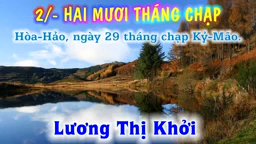 2/- HAI MƯƠI THÁNG CHẠP
Hòa-Hảo, ngày 29 tháng chạp Kỷ-Mão.
Lương Thị Khởi